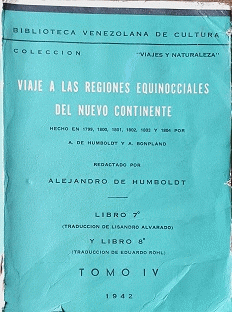 BIBLIOTECA VENEZOLANA DE CULTURA
COLECCION "VIAJES Y NATURALEZA"
VIAJE A LAS REGIONES EQUINOCCIALES
DEL NUEVO CONTINENTE
HECHO EN 1799, 1800, 1801, 1802, 1803 Y 1804 POR
A. DE HUMBOLDT Y A. BONPLAND
REDACTADO POR
ALEJANDRO DE HUMBOLDT
LIBRO 7°
(TRADUCCION DE LISANDRO ALVARADO)
Y LIBRO 8°
(TRADUCCION DE EDUARDO RÖHL)
TOMO IV
1942